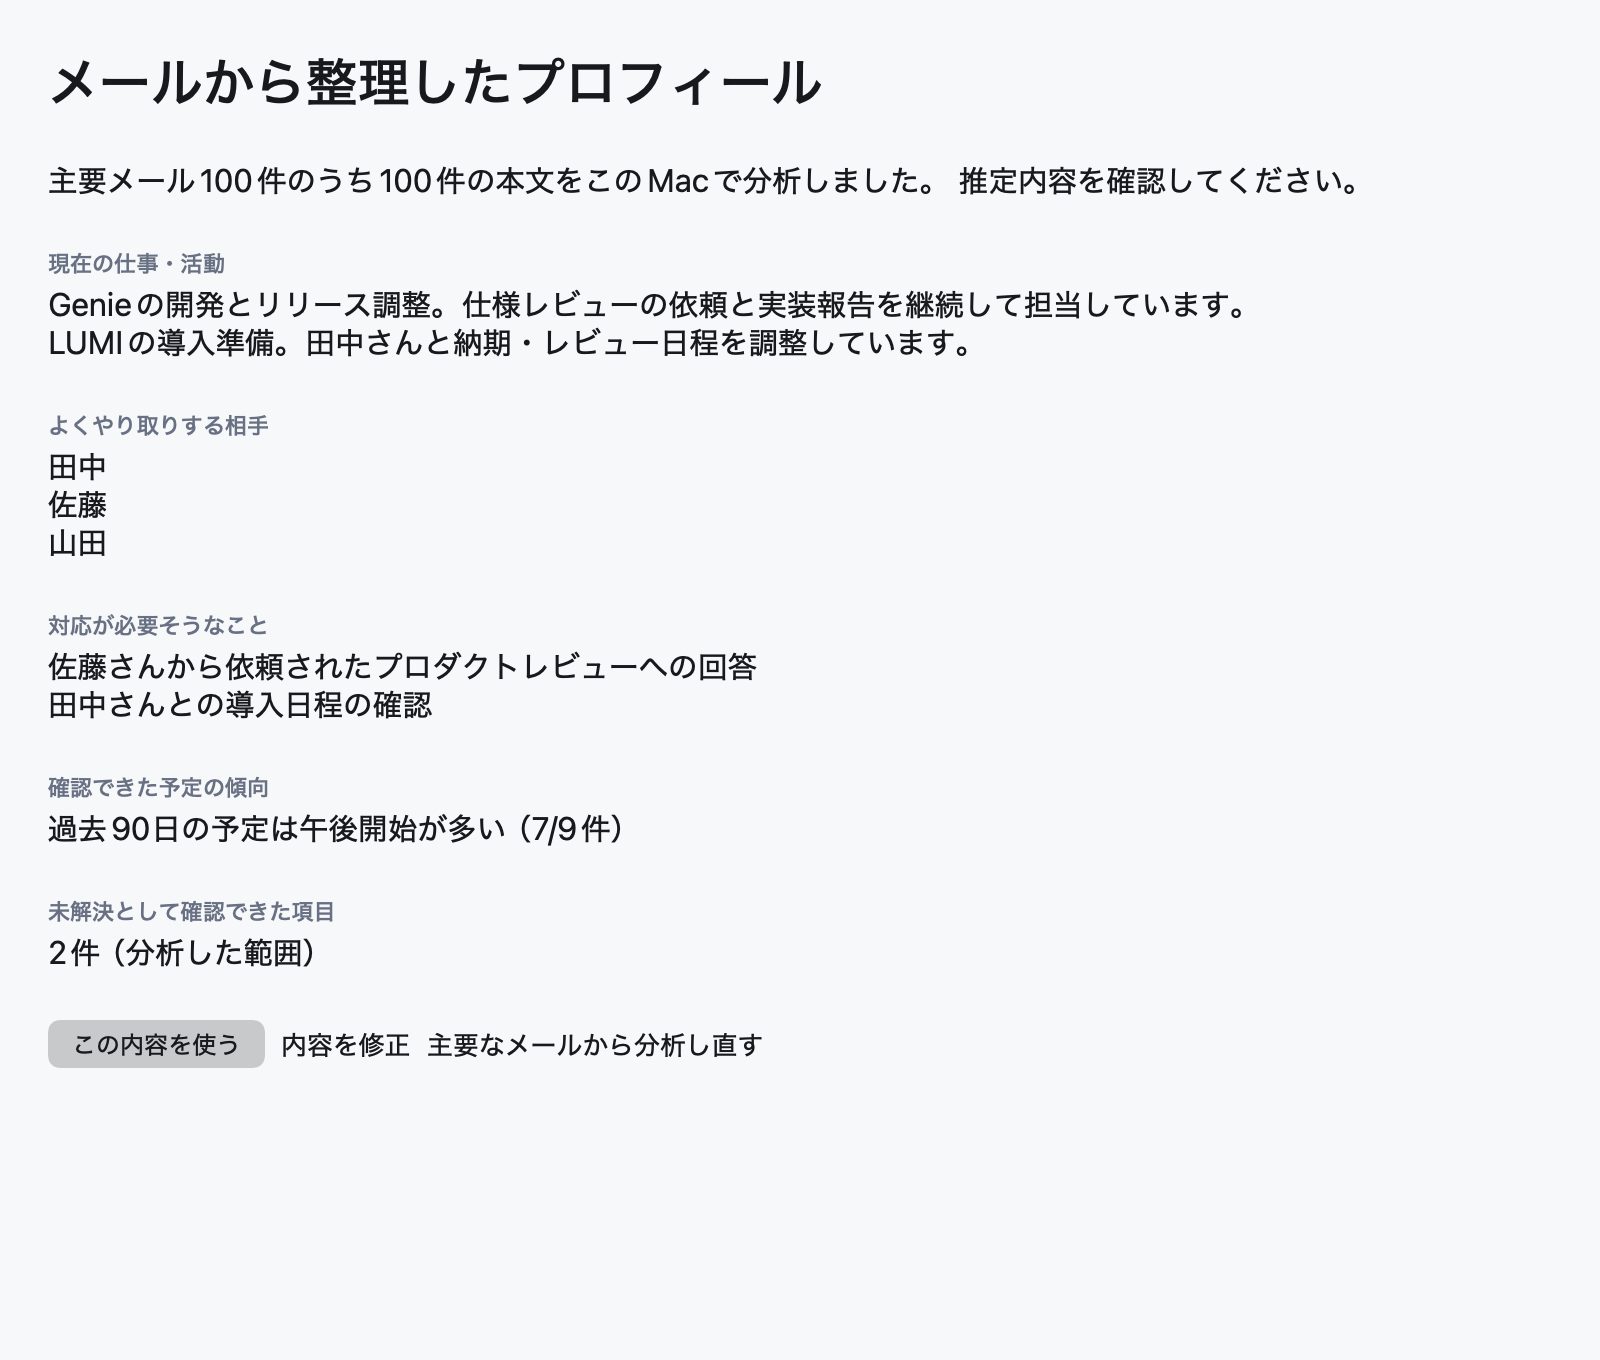 メールから整理したプロフィール
主要メール100件のうち100件の本文をこのMacで分析しました。 推定内容を確認してください。
現在の仕事・活動
Genieの開発とリリース調整。仕様レビューの依頼と実装報告を継続して担当しています。
LUMIの導入準備。田中さんと納期・レビュー日程を調整しています。
よくやり取りする相手
田中
佐藤
山田
対応が必要そうなこと
佐藤さんから依頼されたプロダクトレビューへの回答
田中さんとの導入日程の確認
確認できた予定の傾向
過去90日の予定は午後開始が多い（7/9件）
未解決として確認できた項目
2件（分析した範囲）
この内容を使う 内容を修正 主要なメールから分析し直す